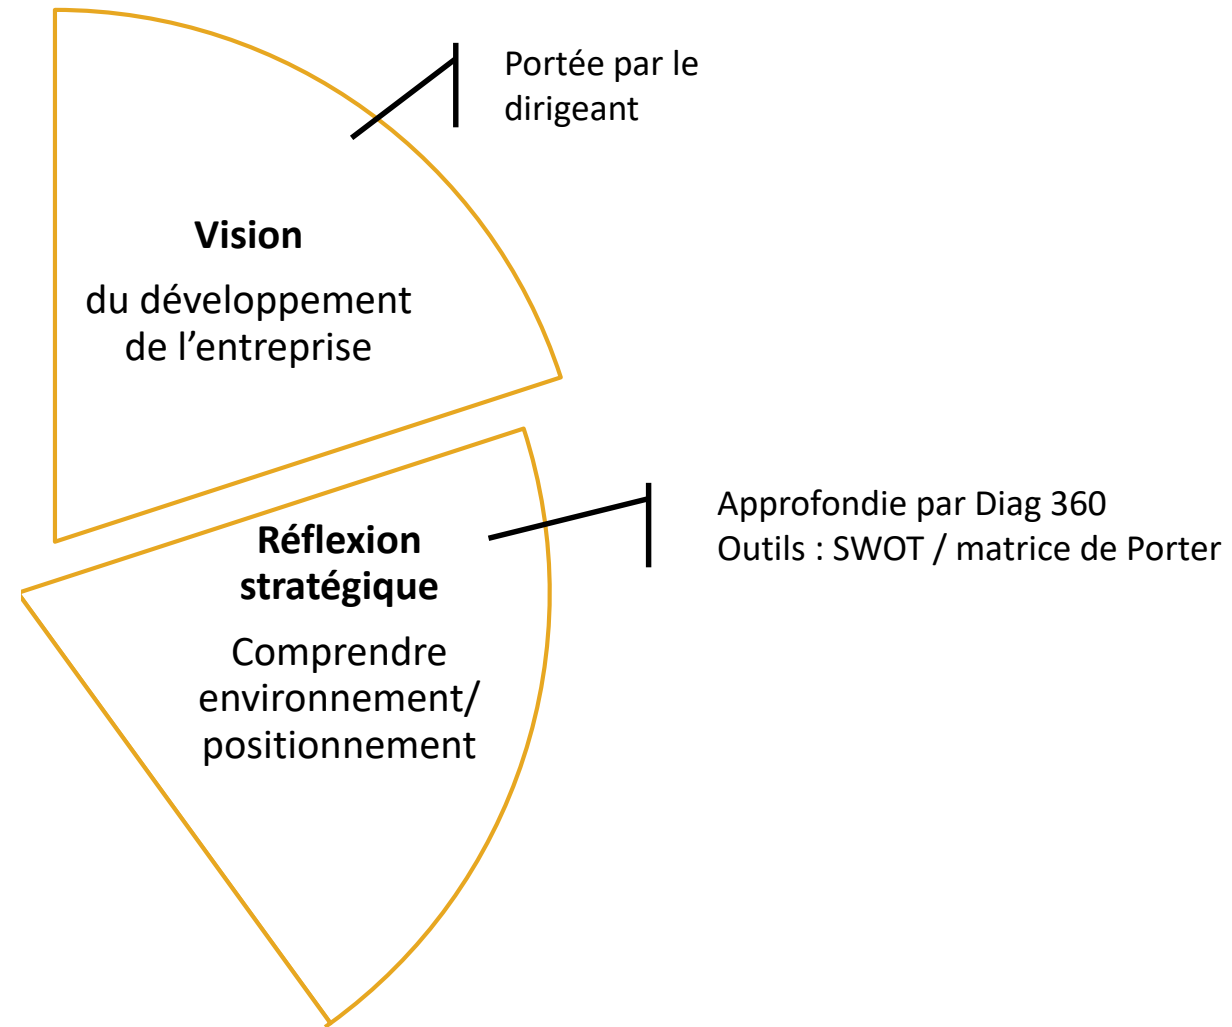 Portée par le
dirigeant
Vision
du développement
de l’entreprise
Réflexion
stratégique
Comprendre
environnement/
positionnement
Approfondie par Diag 360
Outils : SWOT / matrice de Porter